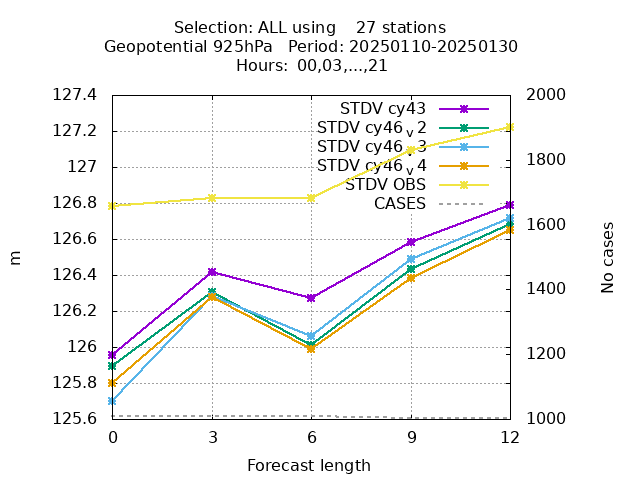 Selection: ALL using    27 stations
Geopotential 925hPa   Period: 20250110-20250130
Hours:  00,03,...,21
127.4
127.2
127
126.8
126.6
126.4
126.2
126
125.8
125.6
m
STDV cy43
STDV cy46_v2
STDV cy46_v3
STDV cy46_v4
STDV OBS
CASES
2000
1800
1600
1400
1200
1000
No cases
0 3 6 9 12
Forecast length